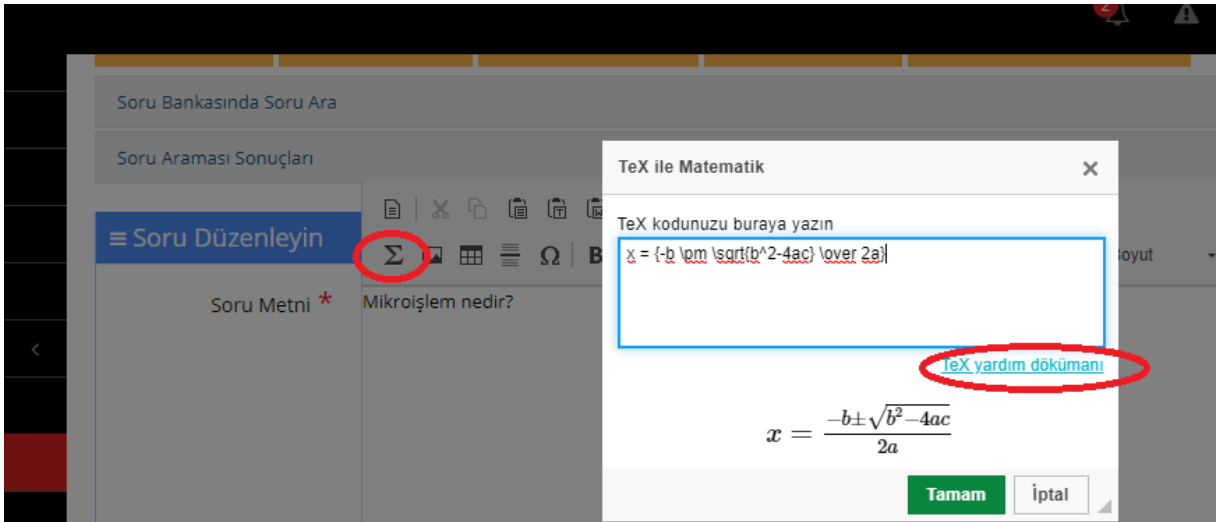 2
Soru Bankasında Soru Ara
Soru Araması Sonuçları
Soru Düzenleyin
Σ
Ω
B
Boyut
Soru Metni *
Mikroişlem nedir?
TeX ile Matematik
TeX kodunuzu buraya yazın
x = {-b \pm \sqrt{b^2-4ac} \over 2a}
TeX yardım dökümanı
x = −b±√b²−4ac / 2a
Tamam
İptal